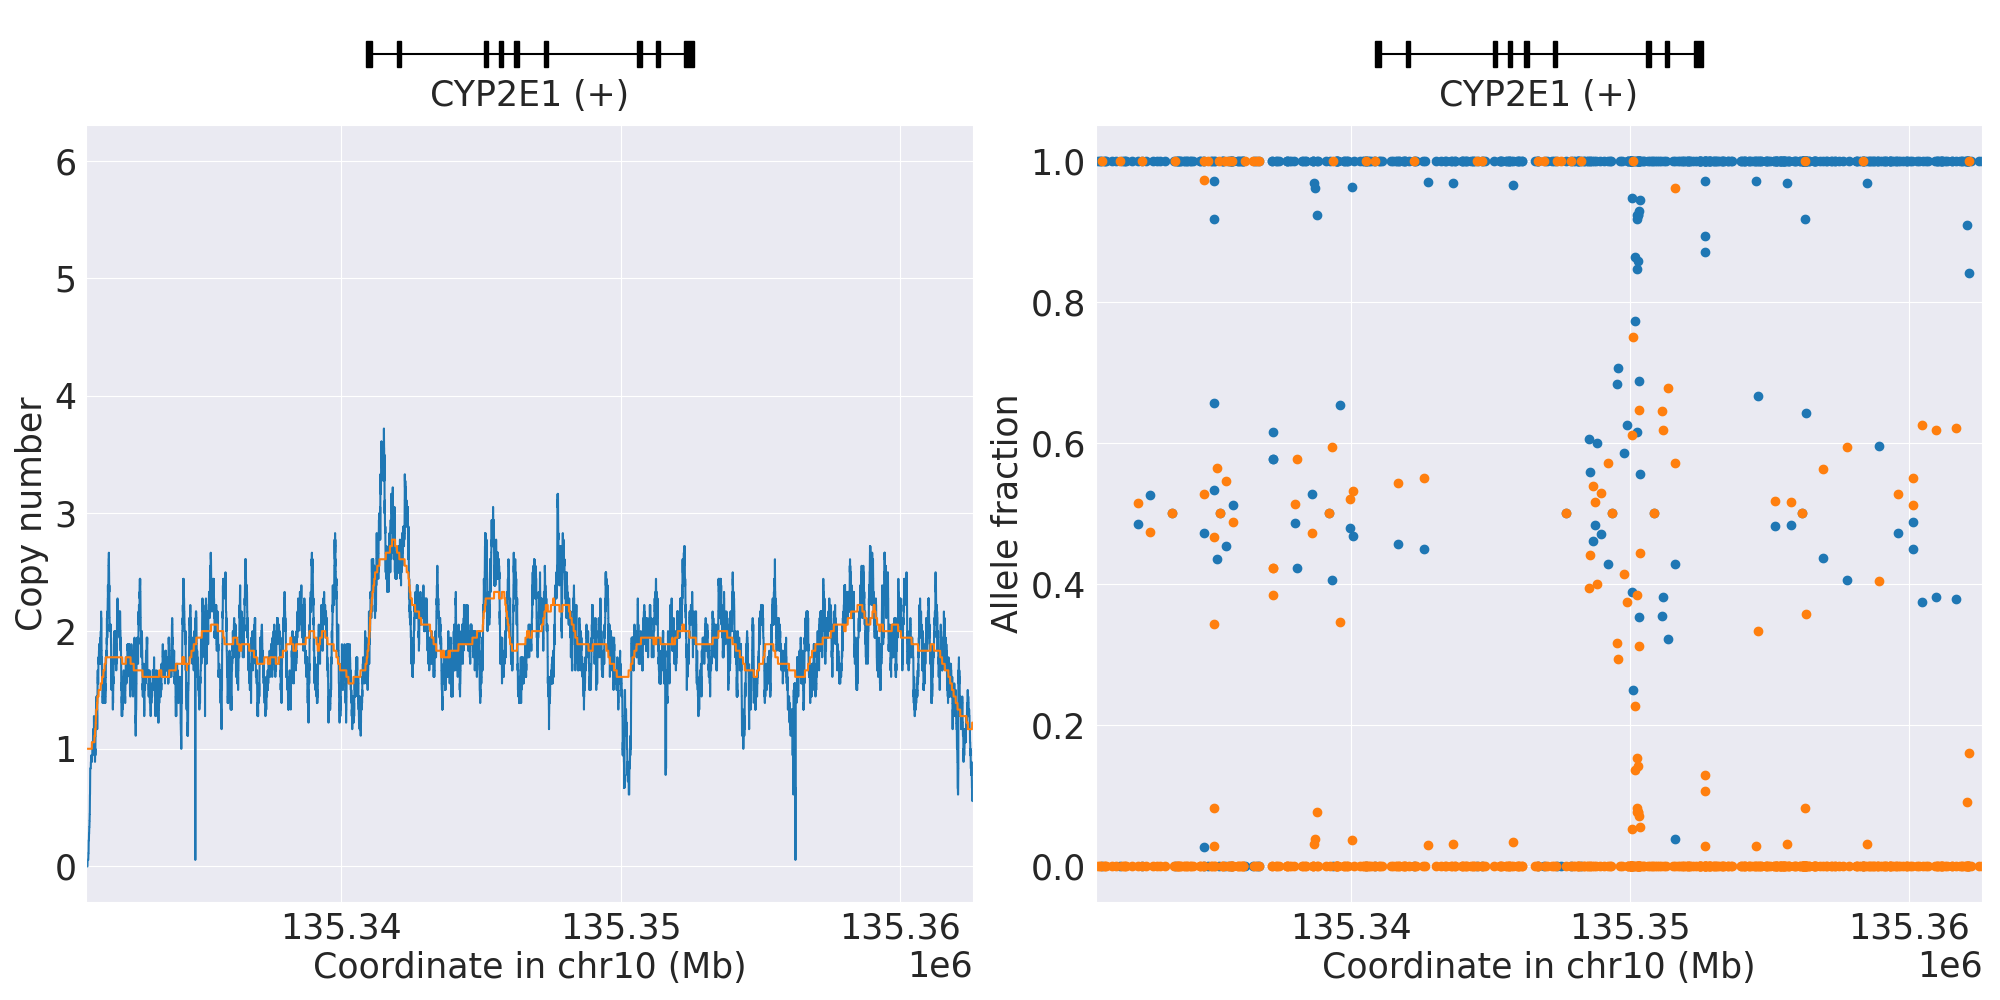 CYP2E1 (+)
6
5
4
3
2
1
0
Copy number
135.34 135.35 135.36
Coordinate in chr10 (Mb)
1e6
CYP2E1 (+)
1.0
0.8
0.6
0.4
0.2
0.0
Allele fraction
135.34 135.35 135.36
Coordinate in chr10 (Mb)
1e6